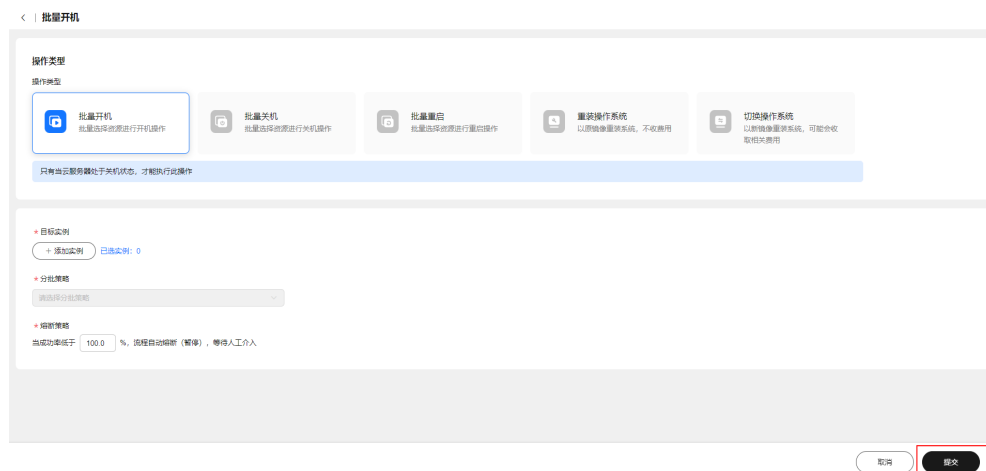 批量开机
操作类型
操作类型
批量开机
批量选择资源进行开机操作
批量关机
批量选择资源进行关机操作
批量重启
批量选择资源进行重启操作
重装操作系统
以原镜像重装系统，不收费用
切换操作系统
以新镜像重装系统，可能会收
取相关费用
只有当云服务器处于关机状态，才能执行此操作
* 目标实例
+ 添加实例 已选实例：0
* 分批策略
请选择分批策略
* 熔断策略
当成功率低于 100.0 %，流程自动熔断（暂停），等待人工介入
取消 提交